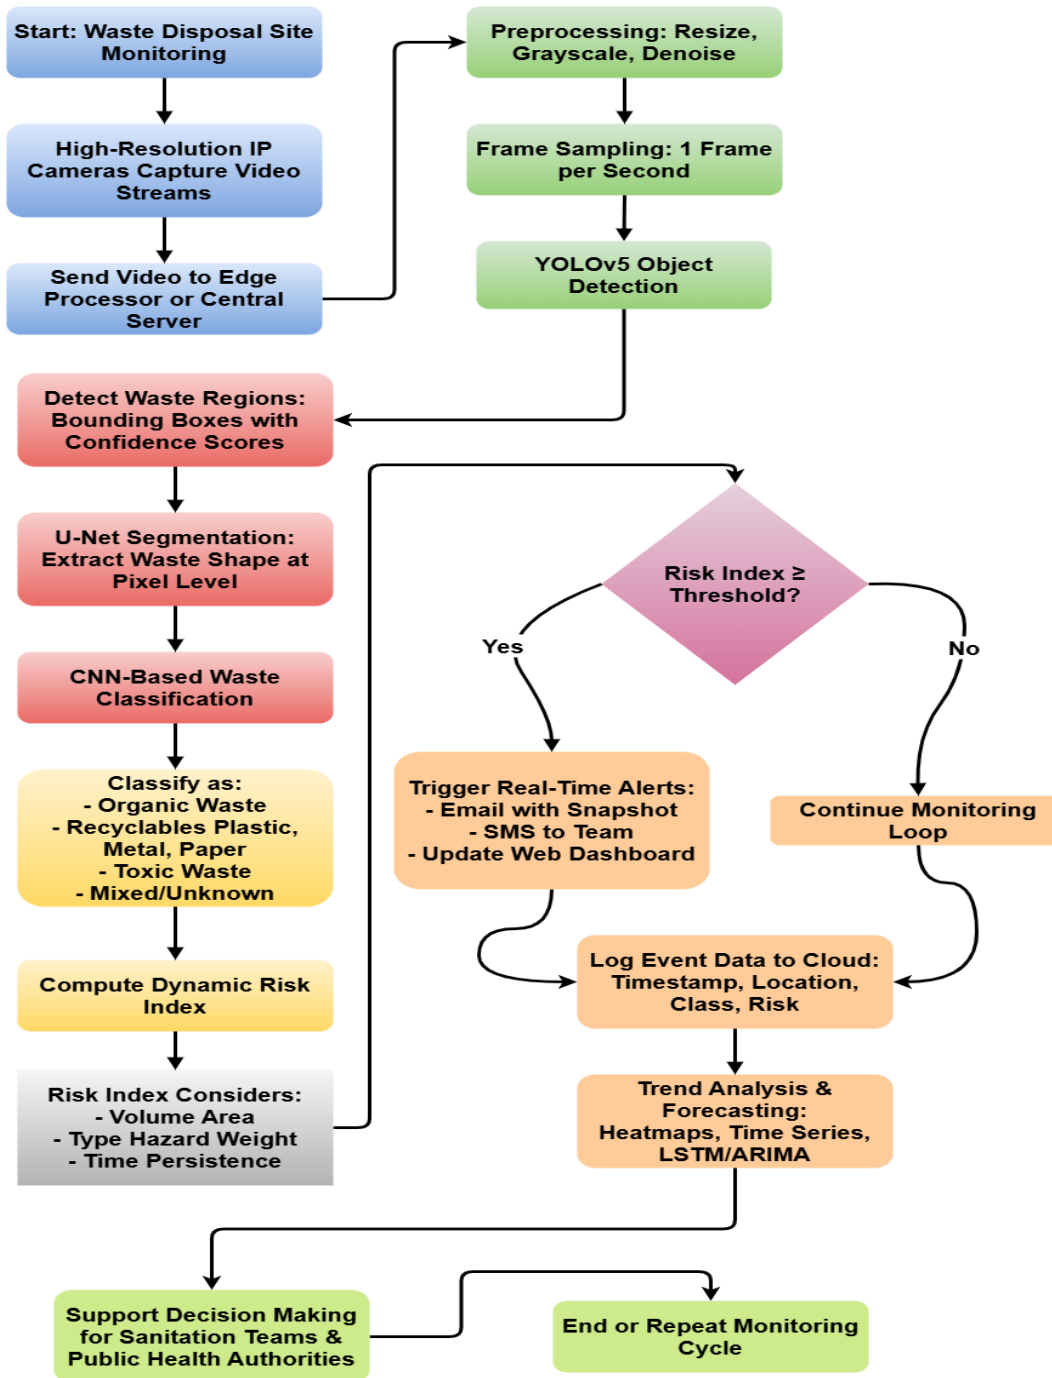 Start: Waste Disposal Site
Monitoring
High-Resolution IP
Cameras Capture Video
Streams
Send Video to Edge
Processor or Central
Server
Preprocessing: Resize,
Grayscale, Denoise
Frame Sampling: 1 Frame
per Second
YOLOv5 Object
Detection
Detect Waste Regions:
Bounding Boxes with
Confidence Scores
U-Net Segmentation:
Extract Waste Shape at
Pixel Level
CNN-Based Waste
Classification
Classify as:
- Organic Waste
- Recyclables Plastic,
Metal, Paper
- Toxic Waste
- Mixed/Unknown
Compute Dynamic Risk
Index
Risk Index Considers:
- Volume Area
- Type Hazard Weight
- Time Persistence
Risk Index ≥
Threshold?
Yes
No
Trigger Real-Time Alerts:
- Email with Snapshot
- SMS to Team
- Update Web Dashboard
Continue Monitoring
Loop
Log Event Data to Cloud:
Timestamp, Location,
Class, Risk
Trend Analysis &
Forecasting:
Heatmaps, Time Series,
LSTM/ARIMA
Support Decision Making
for Sanitation Teams &
Public Health Authorities
End or Repeat Monitoring
Cycle